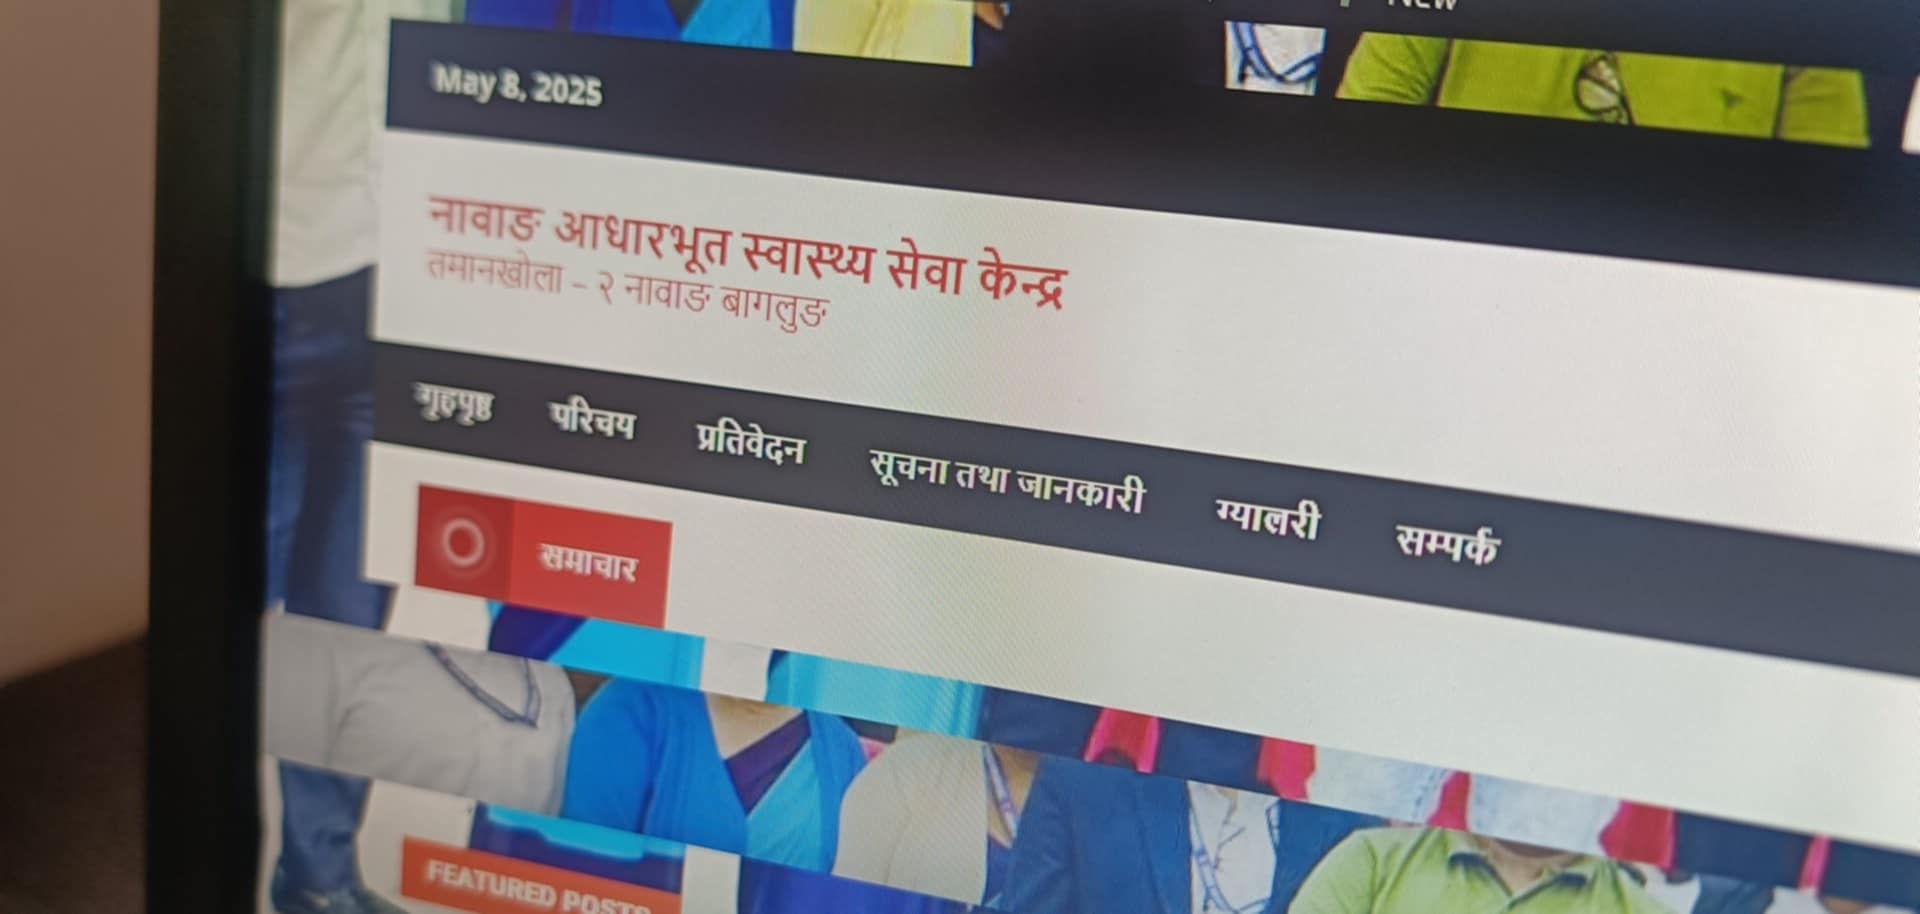 New
May 8, 2025
नावाङ आधारभूत स्वास्थ्य सेवा केन्द्र
तमानखोला – २ नावाङ बागलुङ
गृहपृष्ठ परिचय प्रतिवेदन सूचना तथा जानकारी ग्यालरी सम्पर्क
समाचार
FEATURED POSTS